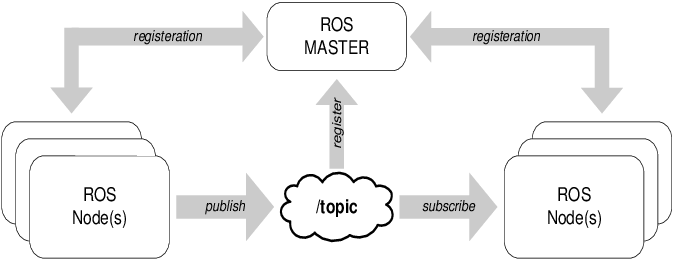 ROS
MASTER
registeration
registeration
register
ROS
Node(s)
publish
/topic
subscribe
ROS
Node(s)